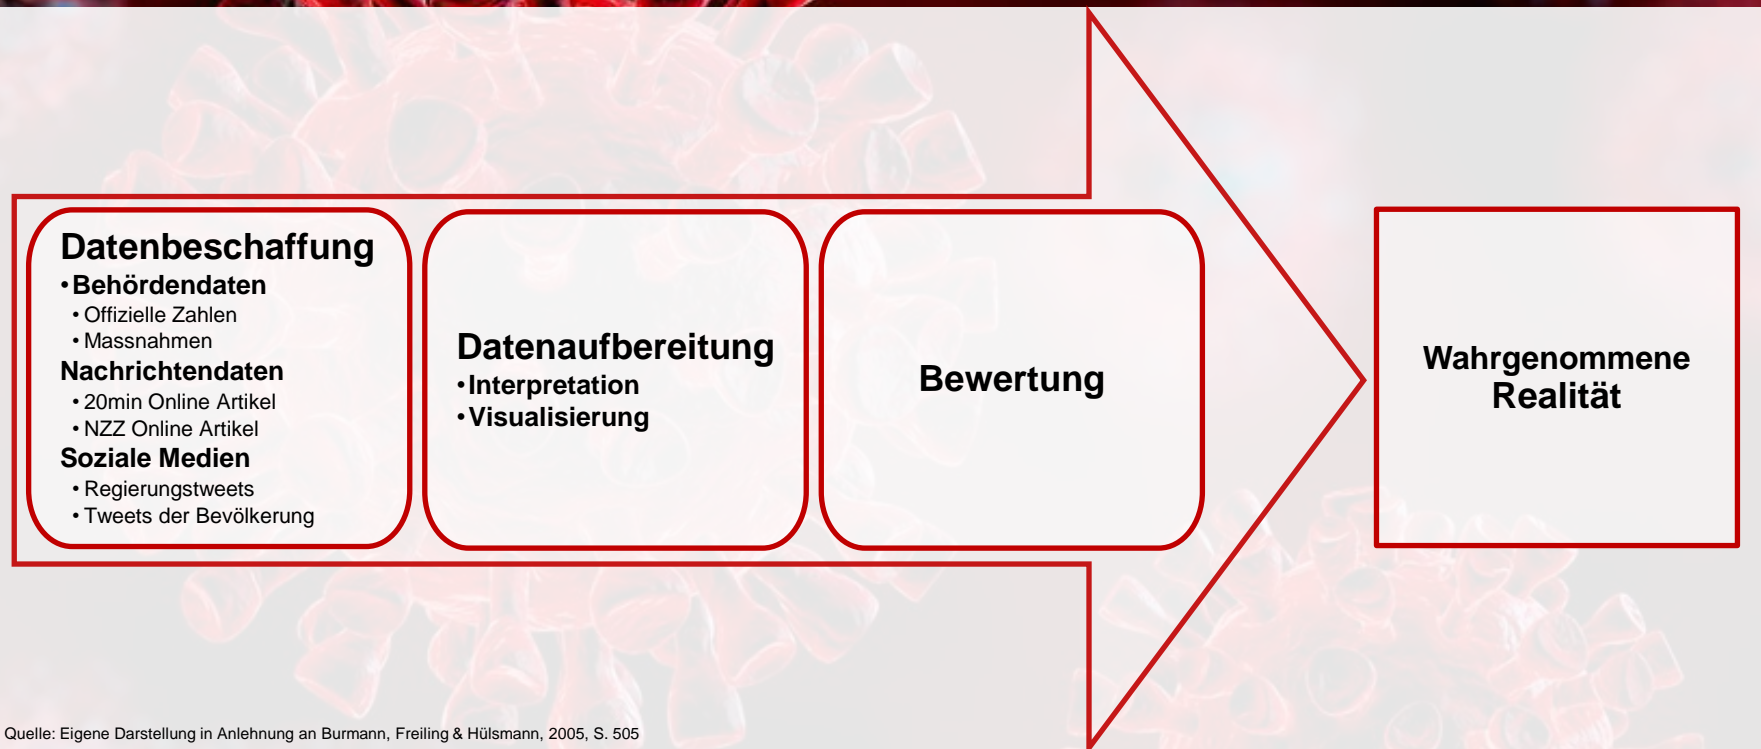 Datenbeschaffung
•Behördendaten
• Offizielle Zahlen
• Massnahmen
Nachrichtendaten
• 20min Online Artikel
• NZZ Online Artikel
Soziale Medien
• Regierungstweets
• Tweets der Bevölkerung
Datenaufbereitung
•Interpretation
•Visualisierung
Bewertung
Wahrgenommene
Realität
Quelle: Eigene Darstellung in Anlehnung an Burmann, Freiling & Hülsmann, 2005, S. 505